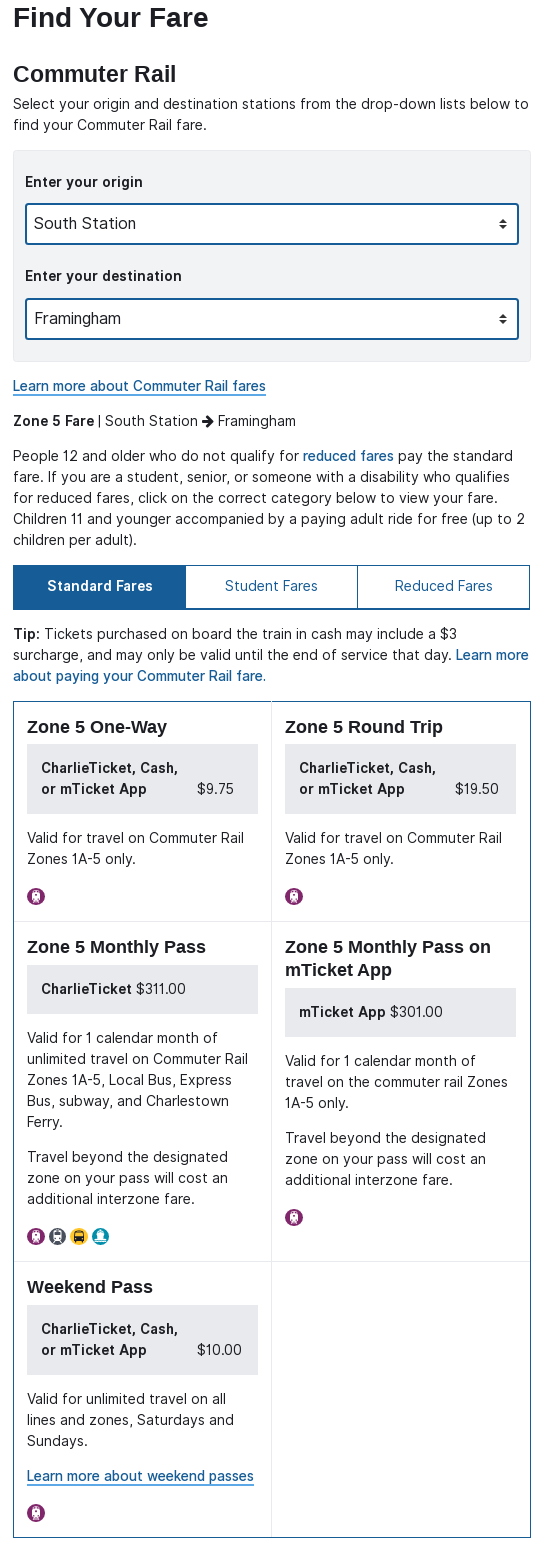 Find Your Fare
Commuter Rail
Select your origin and destination stations from the drop-down lists below to
find your Commuter Rail fare.
Enter your origin
South Station
Enter your destination
Framingham
Learn more about Commuter Rail fares
Zone 5 Fare | South Station → Framingham
People 12 and older who do not qualify for reduced fares pay the standard
fare. If you are a student, senior, or someone with a disability who qualifies
for reduced fares, click on the correct category below to view your fare.
Children 11 and younger accompanied by a paying adult ride for free (up to 2
children per adult).
Standard Fares
Student Fares
Reduced Fares
Tip: Tickets purchased on board the train in cash may include a $3
surcharge, and may only be valid until the end of service that day. Learn more
about paying your Commuter Rail fare.
Zone 5 One-Way
CharlieTicket, Cash,
or mTicket App $9.75
Valid for travel on Commuter Rail
Zones 1A-5 only.
Zone 5 Round Trip
CharlieTicket, Cash,
or mTicket App $19.50
Valid for travel on Commuter Rail
Zones 1A-5 only.
Zone 5 Monthly Pass
CharlieTicket $311.00
Valid for 1 calendar month of
unlimited travel on Commuter Rail
Zones 1A-5, Local Bus, Express
Bus, subway, and Charlestown
Ferry.
Travel beyond the designated
zone on your pass will cost an
additional interzone fare.
Zone 5 Monthly Pass on
mTicket App
mTicket App $301.00
Valid for 1 calendar month of
travel on the commuter rail Zones
1A-5 only.
Travel beyond the designated
zone on your pass will cost an
additional interzone fare.
Weekend Pass
CharlieTicket, Cash,
or mTicket App $10.00
Valid for unlimited travel on all
lines and zones, Saturdays and
Sundays.
Learn more about weekend passes